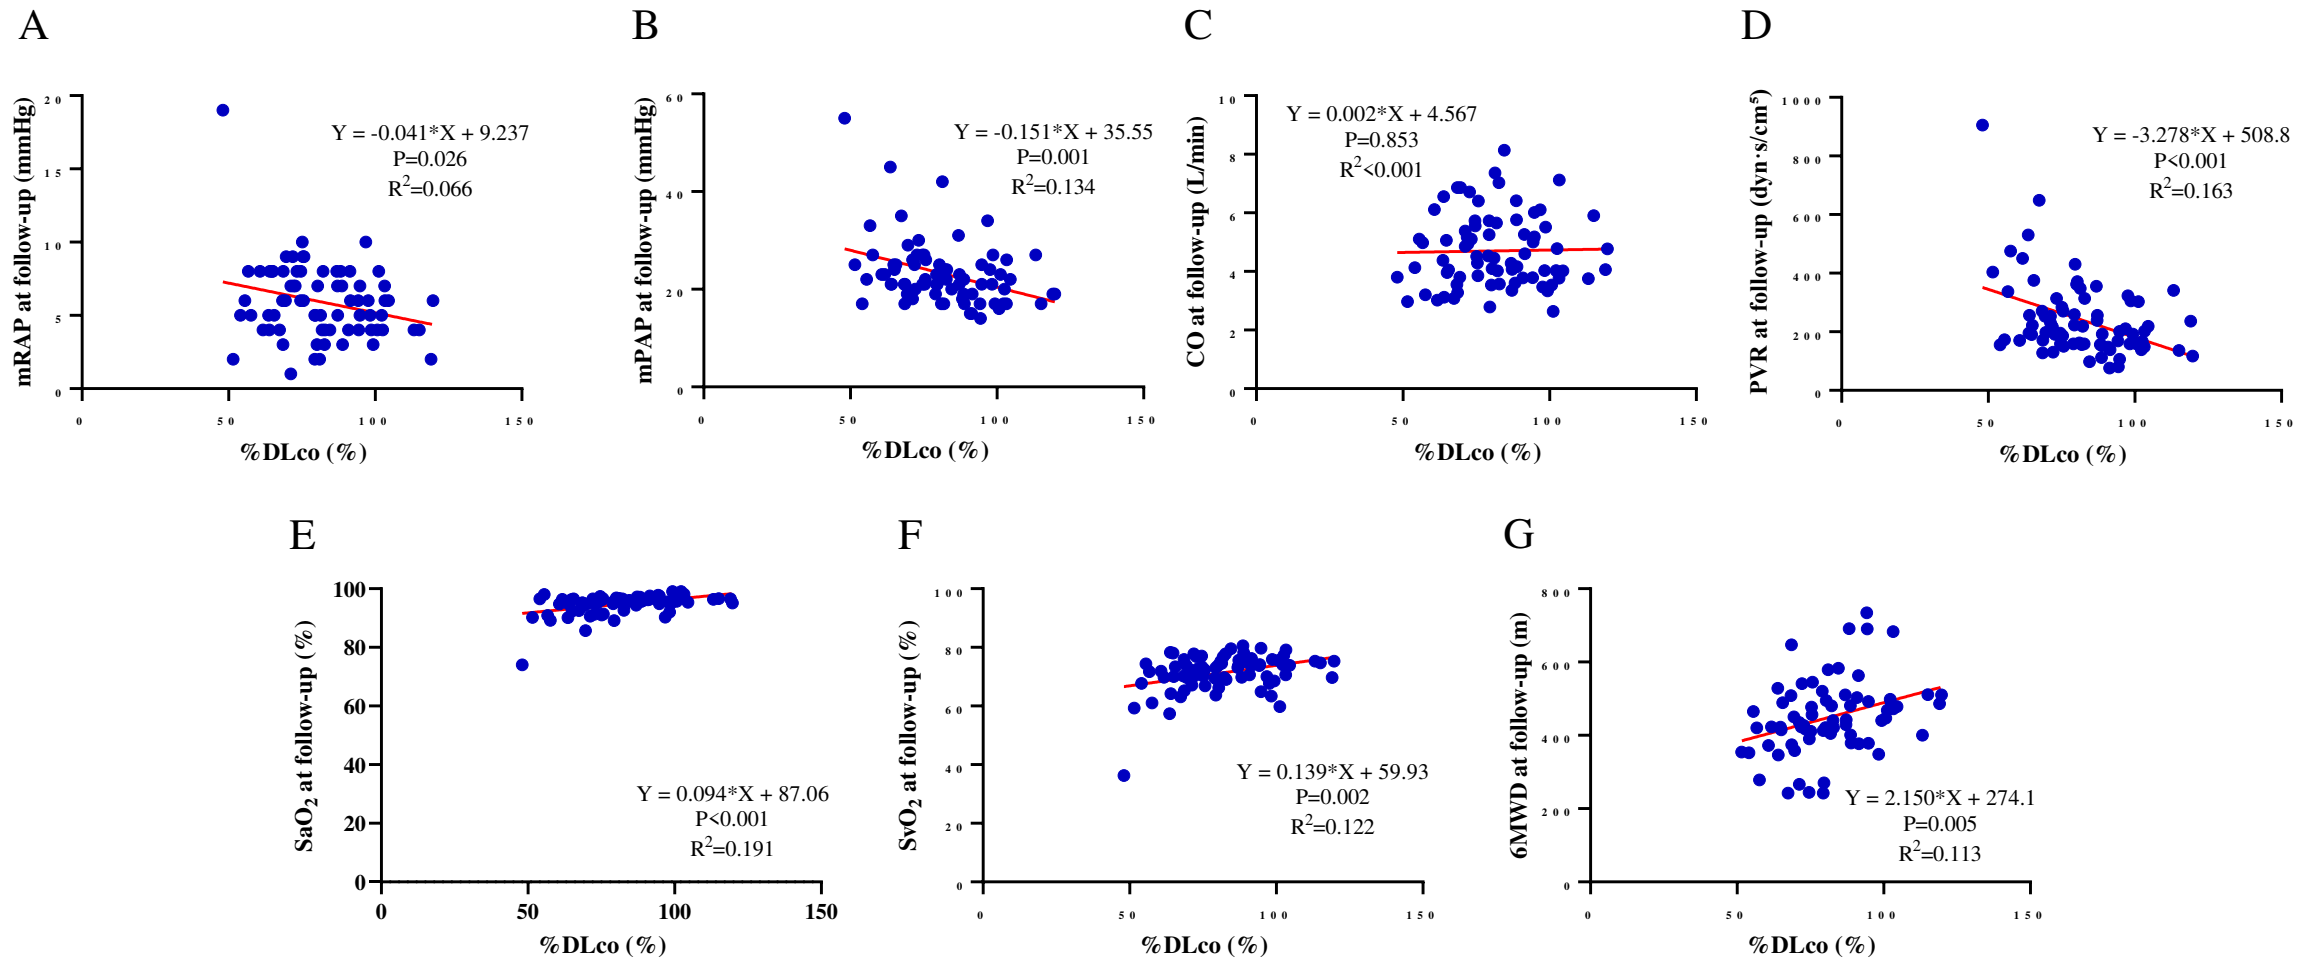 A
mRAP at follow-up (mmHg)
20
15
10
5
0
0 50 100 150
%DLco (%)
Y = -0.041*X + 9.237
P=0.026
R²=0.066
B
mPAP at follow-up (mmHg)
60
40
20
0
0 50 100 150
%DLco (%)
Y = -0.151*X + 35.55
P=0.001
R²=0.134
C
CO at follow-up (L/min)
10
8
6
4
2
0
0 50 100 150
%DLco (%)
Y = 0.002*X + 4.567
P=0.853
R²<0.001
D
PVR at follow-up (dyn·s/cm⁵)
1000
800
600
400
200
0
0 50 100 150
%DLco (%)
Y = -3.278*X + 508.8
P<0.001
R²=0.163
E
SaO₂ at follow-up (%)
100
80
60
40
20
0
0 50 100 150
%DLco (%)
Y = 0.094*X + 87.06
P<0.001
R²=0.191
F
SvO₂ at follow-up (%)
100
80
60
40
20
0
0 50 100 150
%DLco (%)
Y = 0.139*X + 59.93
P=0.002
R²=0.122
G
6MWD at follow-up (m)
800
600
400
200
0
0 50 100 150
%DLco (%)
Y = 2.150*X + 274.1
P=0.005
R²=0.113